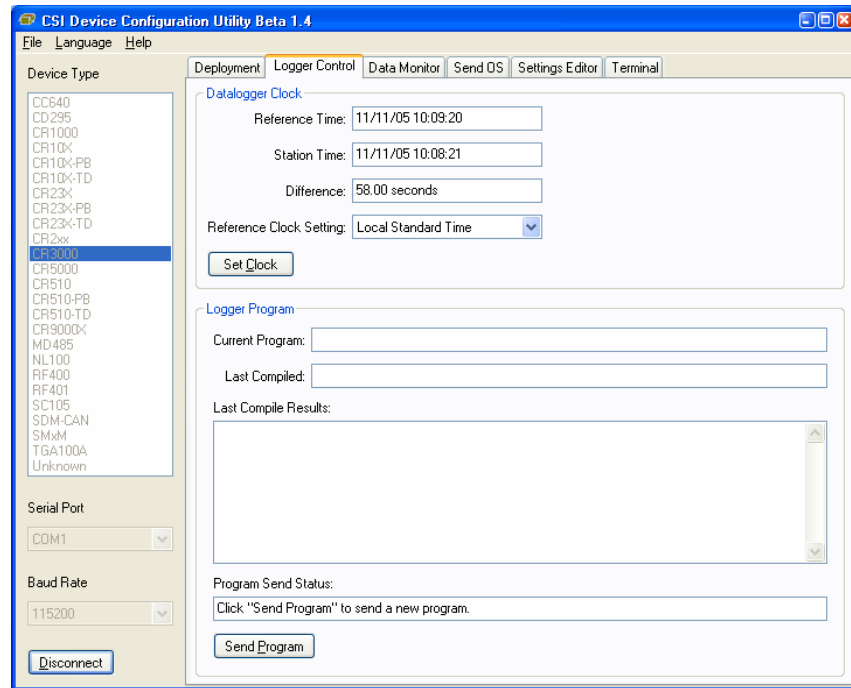 CSI Device Configuration Utility Beta 1.4
File Language Help
Device Type
CC640
CD295
CR1000
CR10X
CR10X-PB
CR10X-TD
CR23X
CR23X-PB
CR23X-TD
CR2xx
CR3000
CR5000
CR510
CR510-PB
CR510-TD
CR9000X
MD485
NL100
RF400
RF401
SC105
SDM-CAN
SMxM
TGA100A
Unknown
Serial Port
COM1
Baud Rate
115200
Disconnect
Deployment Logger Control Data Monitor Send OS Settings Editor Terminal
Datalogger Clock
Reference Time: 11/11/05 10:09:20
Station Time: 11/11/05 10:08:21
Difference: 58.00 seconds
Reference Clock Setting: Local Standard Time
Set Clock
Logger Program
Current Program:
Last Compiled:
Last Compile Results:
Program Send Status:
Click "Send Program" to send a new program.
Send Program